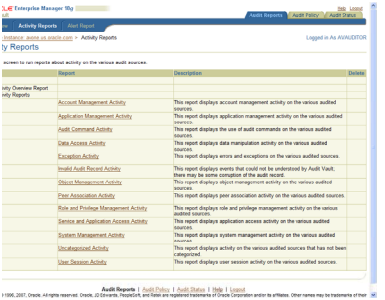 Enterprise Manager 10g
Help Logout
Audit Reports Audit Policy Audit Status
Activity Reports Alert Report
> Activity Reports Logged in As AVAUDITOR
ty Reports
screen to run reports about activity on the various audit sources.
Report Description Delete
vity Overview Report
vity Reports
Account Management Activity This report displays account management activity on the various audited sources.
Application Management Activity This report displays application management activity on the various audited sources.
Audit Command Activity This report displays the use of audit commands on the various audited sources.
Data Access Activity This report displays data manipulation activity on the various audited sources.
Exception Activity This report displays errors and exceptions on the various audited sources.
Invalid Audit Record Activity This report displays events that could not be understood by Audit Vault, there may be some corruption of the audit record.
Object Management Activity This report displays object management activity on the various audited sources.
Peer Association Activity This report displays peer association activity on the various audited sources.
Role and Privilege Management Activity This report displays role and privilege management activity on the various audited sources.
Service and Application Access Activity This report displays application access activity on the various audited sources.
System Management Activity This report displays system management activity on the various audited sources.
Uncategorized Activity This report displays activity on the various audited sources that has not been categorized
User Session Activity This report displays user session activity on the various audited sources.
Audit Reports | Audit Policy | Audit Status | Help | Logout
1996, 2007, Oracle. All rights reserved. Oracle, JD Edwards, PeopleSoft, and Retek are registered trademarks of Oracle Corporation and/or its affiliates. Other names may be trademarks of their